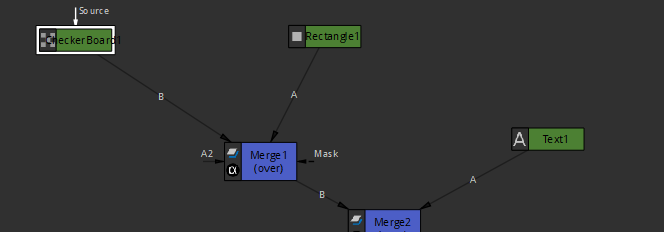 Source
CheckerBoard1
Rectangle1
B
A
A
Text1
A2
Merge1
(over)
Mask
B
A
Merge2